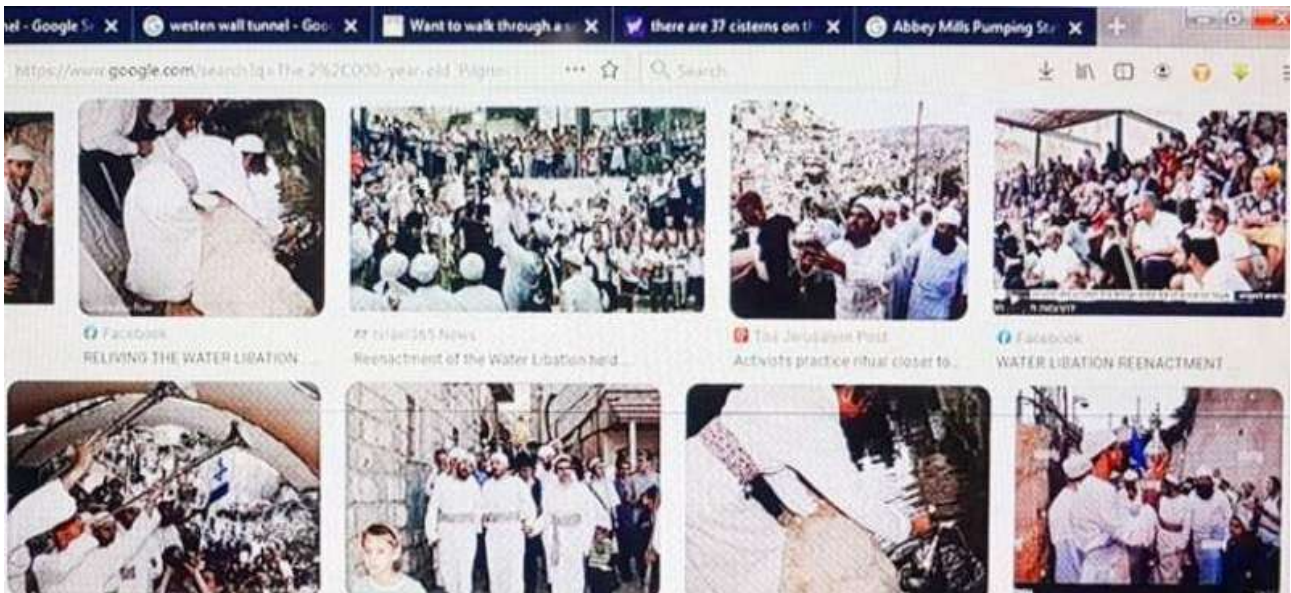 westen wall tunnel - Goo Want to walk through a there are 37 cisterns on Abbey Mills Pumping
https://www.google.com/search?q=The 2%2C000-year-old ••• Search
Facebook Israel365 News The Jerusalem Post Facebook
RELIVING THE WATER LIBATION ... Reenactment of the Water Libation held ... Activists practice ritual closer to... WATER LIBATION REENACTMENT ...